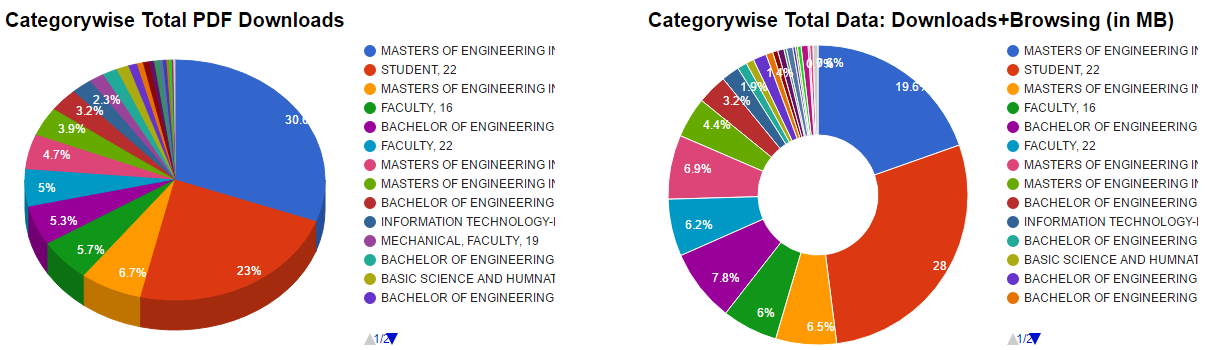 Categorywise Total PDF Downloads
30.6
23%
6.7%
5.7%
5.3%
5%
4.7%
3.9%
3.2%
2.3%
MASTERS OF ENGINEERING IN
STUDENT, 22
MASTERS OF ENGINEERING IN
FACULTY, 16
BACHELOR OF ENGINEERING
FACULTY, 22
MASTERS OF ENGINEERING IN
MASTERS OF ENGINEERING IN
BACHELOR OF ENGINEERING
INFORMATION TECHNOLOGY-
MECHANICAL, FACULTY, 19
BACHELOR OF ENGINEERING
BASIC SCIENCE AND HUMNAT
BACHELOR OF ENGINEERING
1/2
Categorywise Total Data: Downloads+Browsing (in MB)
19.6%
28
6.5%
6%
7.8%
6.2%
6.9%
4.4%
3.2%
1.9%
1.4%
MASTERS OF ENGINEERING IN
STUDENT, 22
MASTERS OF ENGINEERING IN
FACULTY, 16
BACHELOR OF ENGINEERING
FACULTY, 22
MASTERS OF ENGINEERING IN
MASTERS OF ENGINEERING IN
BACHELOR OF ENGINEERING
INFORMATION TECHNOLOGY-
BACHELOR OF ENGINEERING
BASIC SCIENCE AND HUMNAT
BACHELOR OF ENGINEERING
BACHELOR OF ENGINEERING
1/2